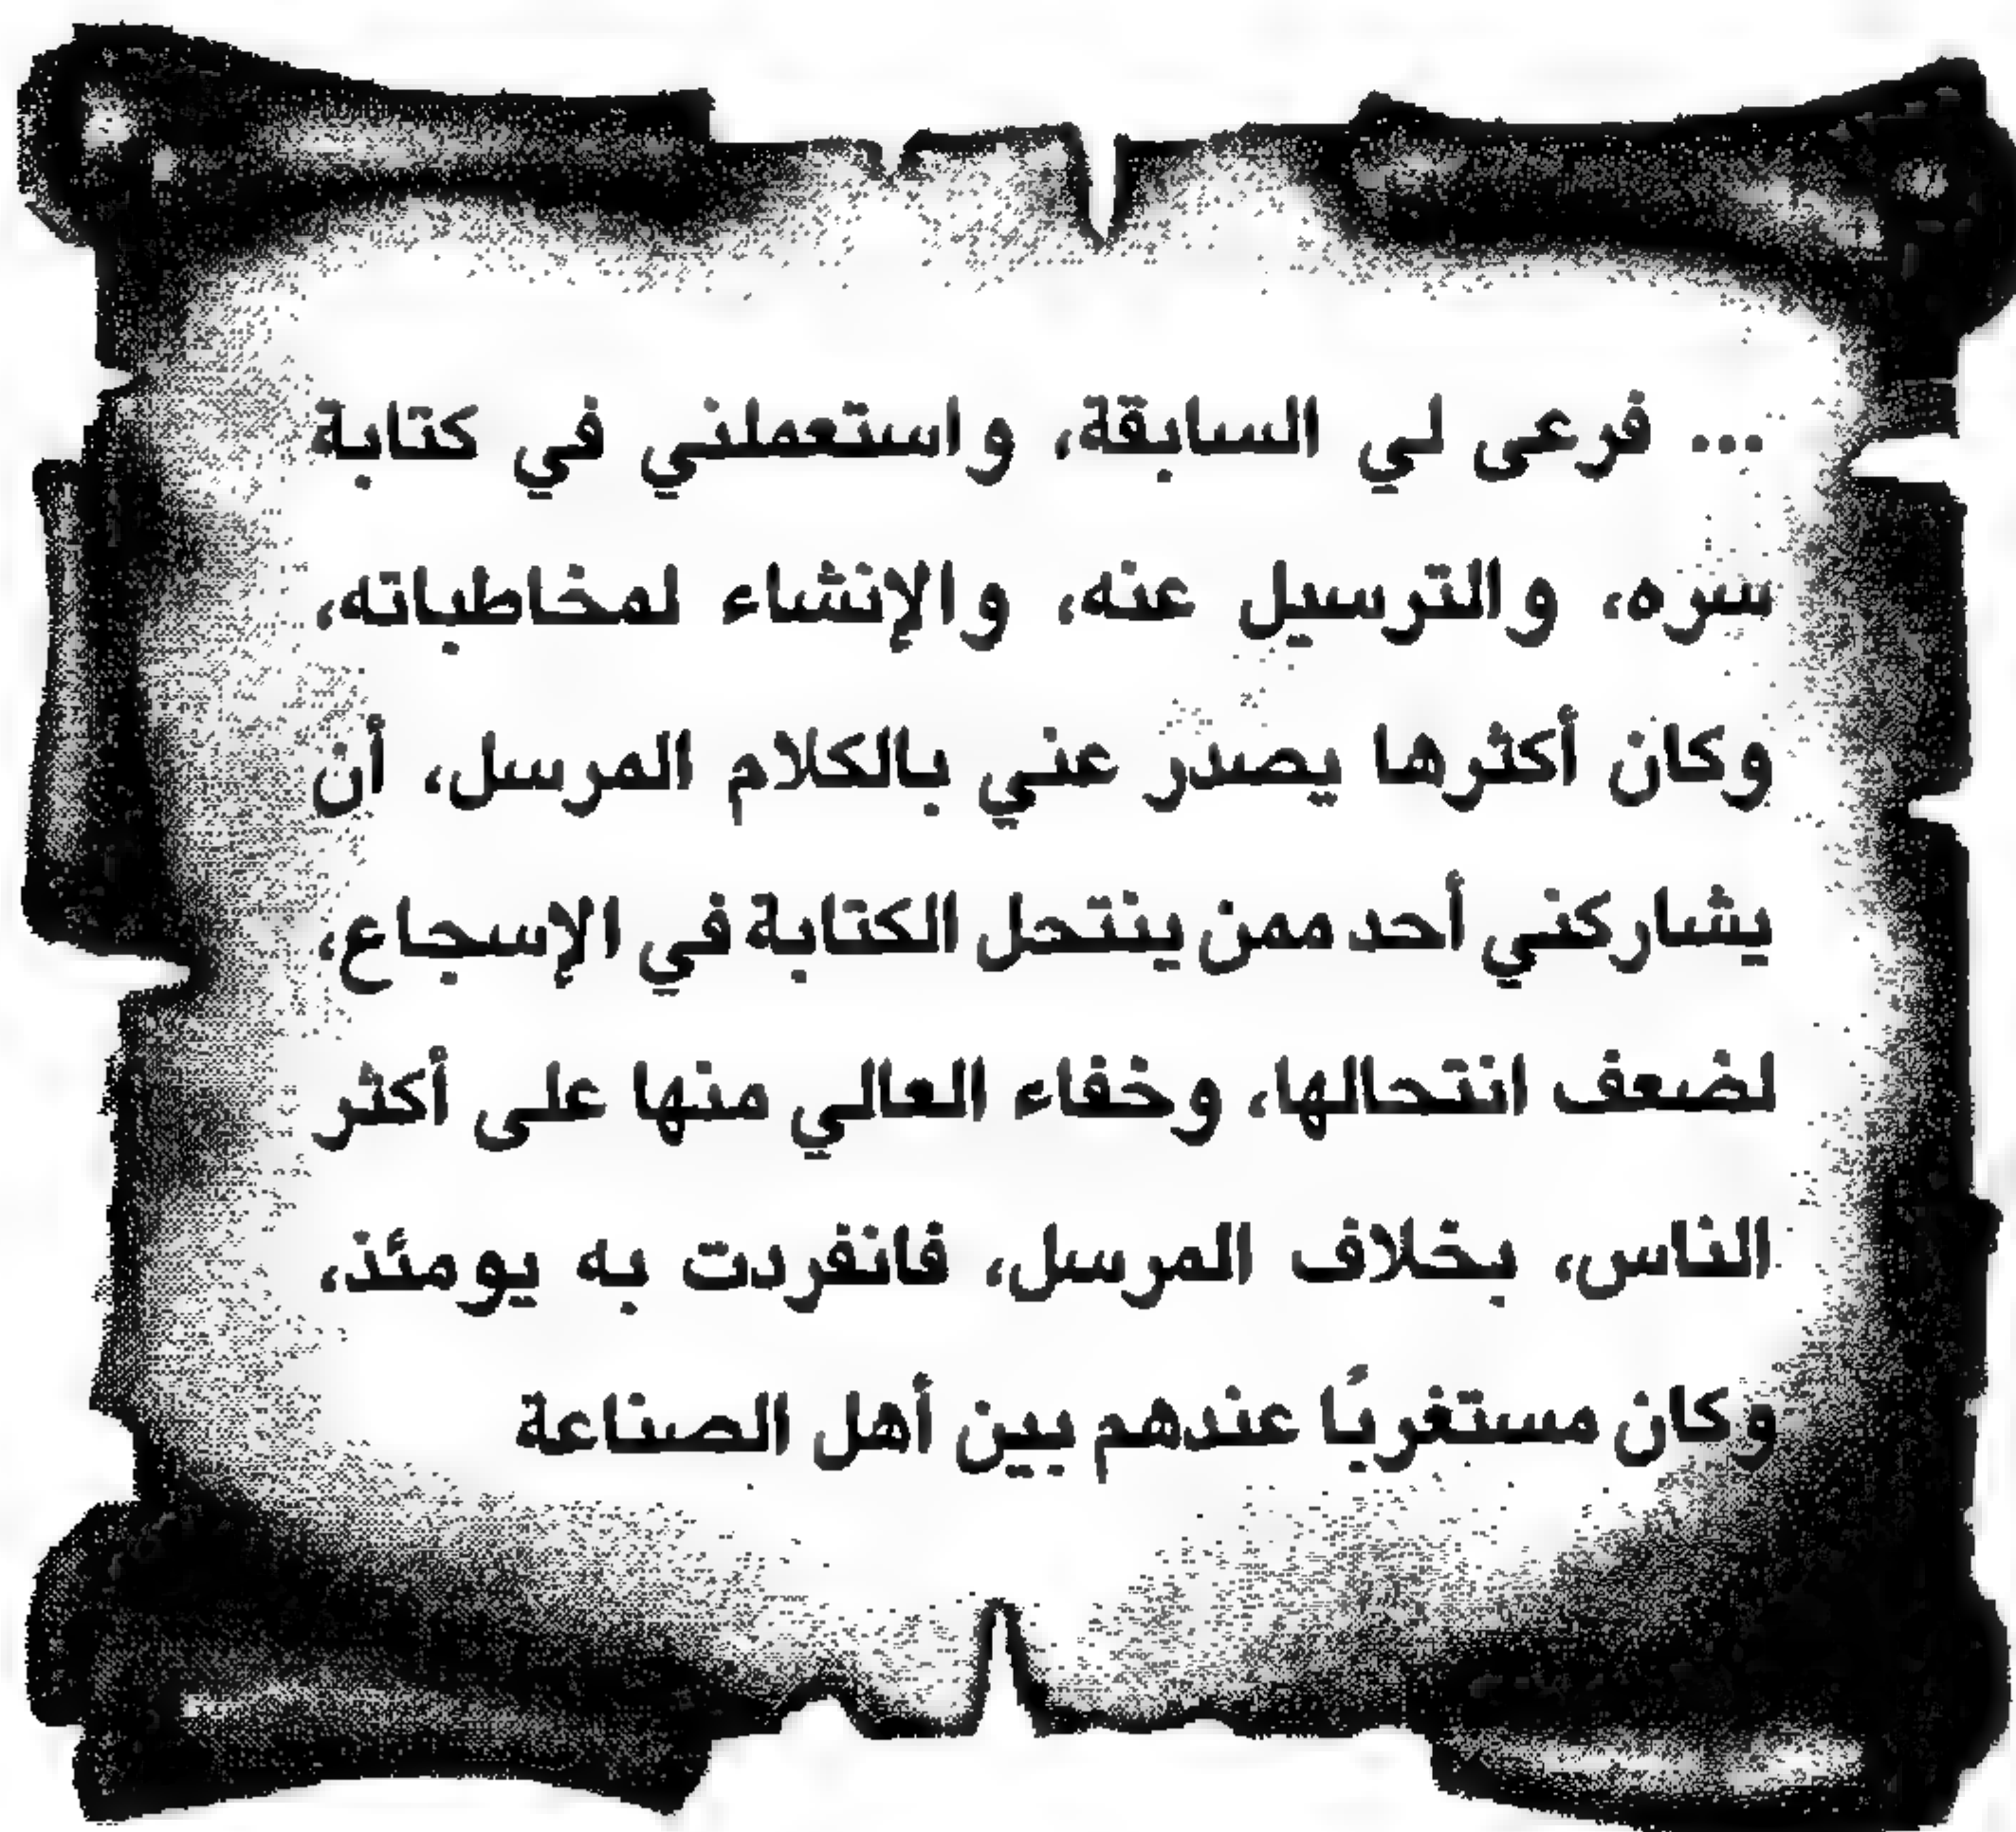 ... فرعى لي السابقة، واستعملني في كتابة
سره، والترسيل عنه، والإنشاء لمخاطباته،
وكان أكثرها يصدر عني بالكلام المرسل، أن
يشاركني أحد ممن ينتحل الكتابة في الإسجاع،
لضعف انتحالها، وخفاء العالي منها على أكثر
الناس، بخلاف المرسل، فانفردت به يومئذ،
وكان مستغربًا عندهم بين أهل الصناعة